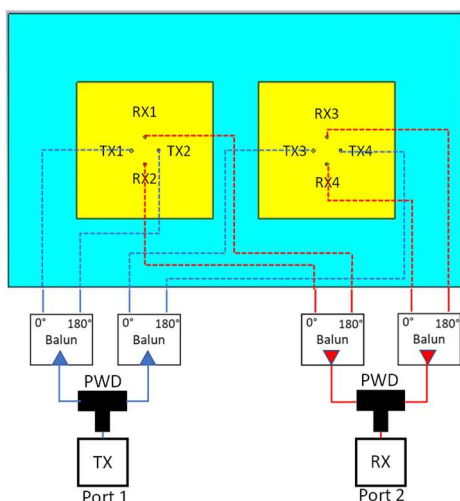 RX1 RX3
TX1 TX2 TX3 TX4
RX2 RX4
0° 180° 0° 180° 0° 180° 0° 180°
Balun Balun Balun Balun
PWD PWD
TX RX
Port 1 Port 2